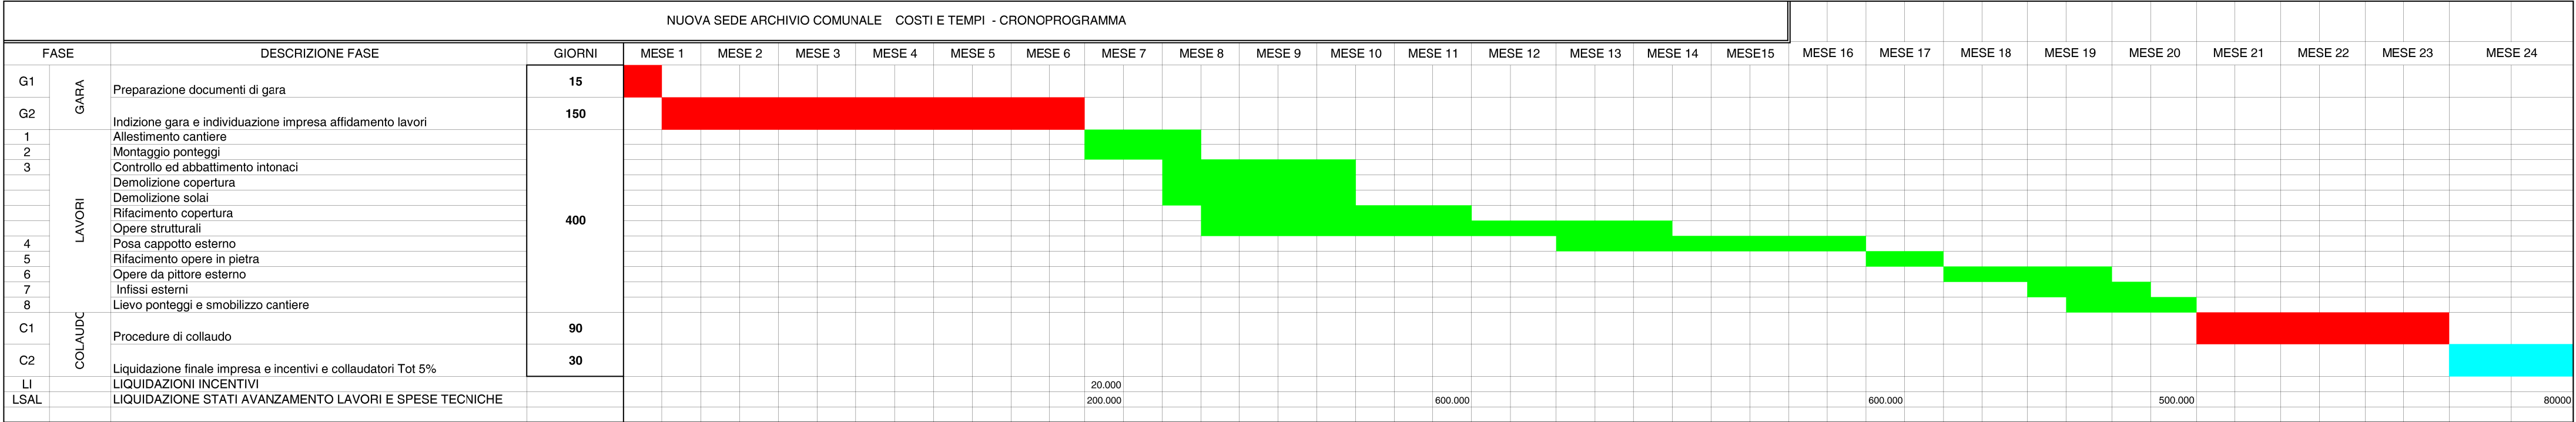 NUOVA SEDE ARCHIVIO COMUNALE COSTI E TEMPI - CRONOPROGRAMMA
FASE DESCRIZIONE FASE GIORNI MESE 1 MESE 2 MESE 3 MESE 4 MESE 5 MESE 6 MESE 7 MESE 8 MESE 9 MESE 10 MESE 11 MESE 12 MESE 13 MESE 14 MESE15 MESE 16 MESE 17 MESE 18 MESE 19 MESE 20 MESE 21 MESE 22 MESE 23 MESE 24
GARA
G1 Preparazione documenti di gara 15
G2 Indizione gara e individuazione impresa affidamento lavori 150
LAVORI
400
1 Allestimento cantiere
2 Montaggio ponteggi
3 Controllo ed abbattimento intonaci
Demolizione copertura
Demolizione solai
Rifacimento copertura
Opere strutturali
4 Posa cappotto esterno
5 Rifacimento opere in pietra
6 Opere da pittore esterno
7 Infissi esterni
8 Lievo ponteggi e smobilizzo cantiere
COLAUDO
C1 Procedure di collaudo 90
C2 Liquidazione finale impresa e incentivi e collaudatori Tot 5% 30
LI LIQUIDAZIONI INCENTIVI 20.000
LSAL LIQUIDAZIONE STATI AVANZAMENTO LAVORI E SPESE TECNICHE 200.000 600.000 600.000 500.000 80000